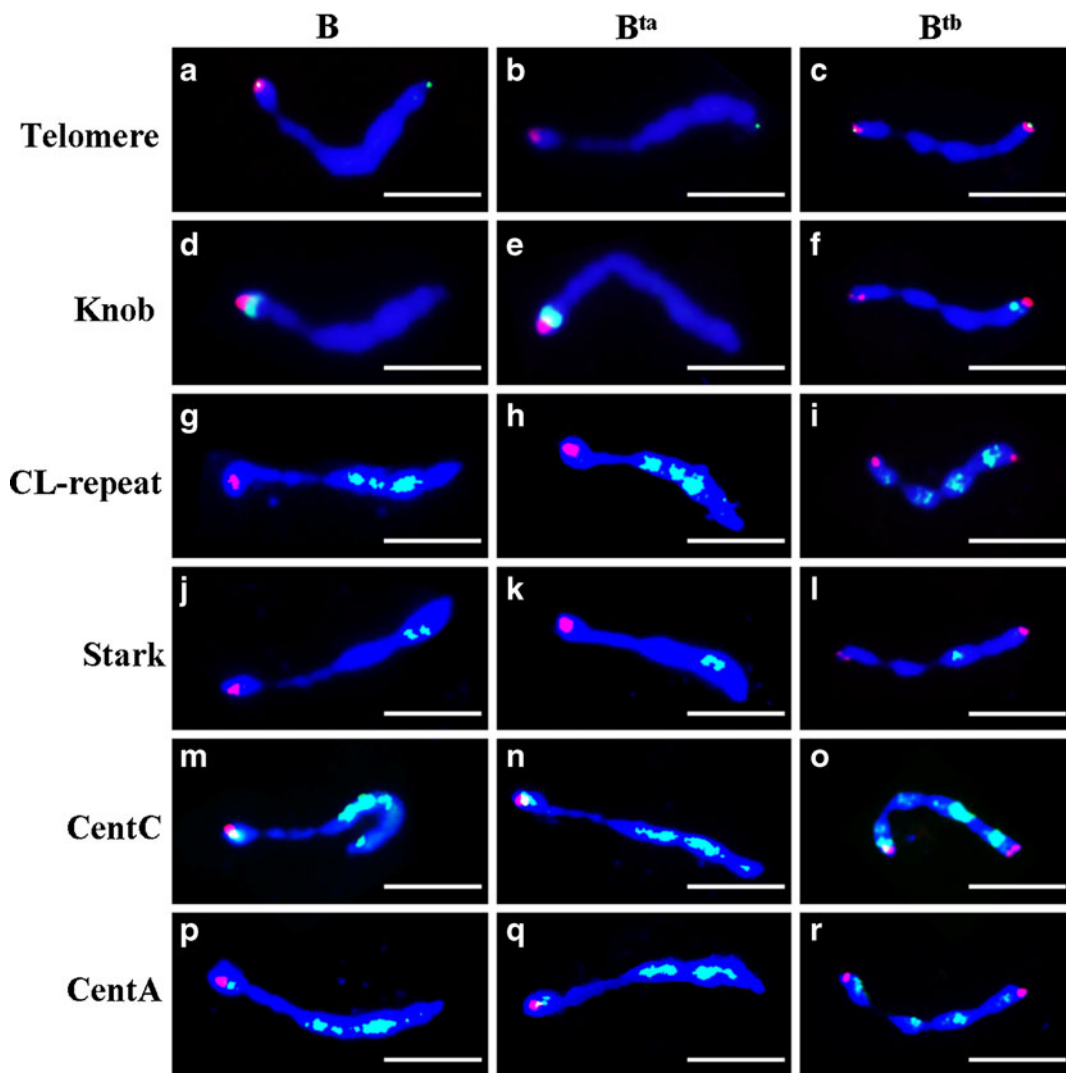 B B^ta B^tb
Telomere a b c
Knob d e f
CL-repeat g h i
Stark j k l
CentC m n o
CentA p q r